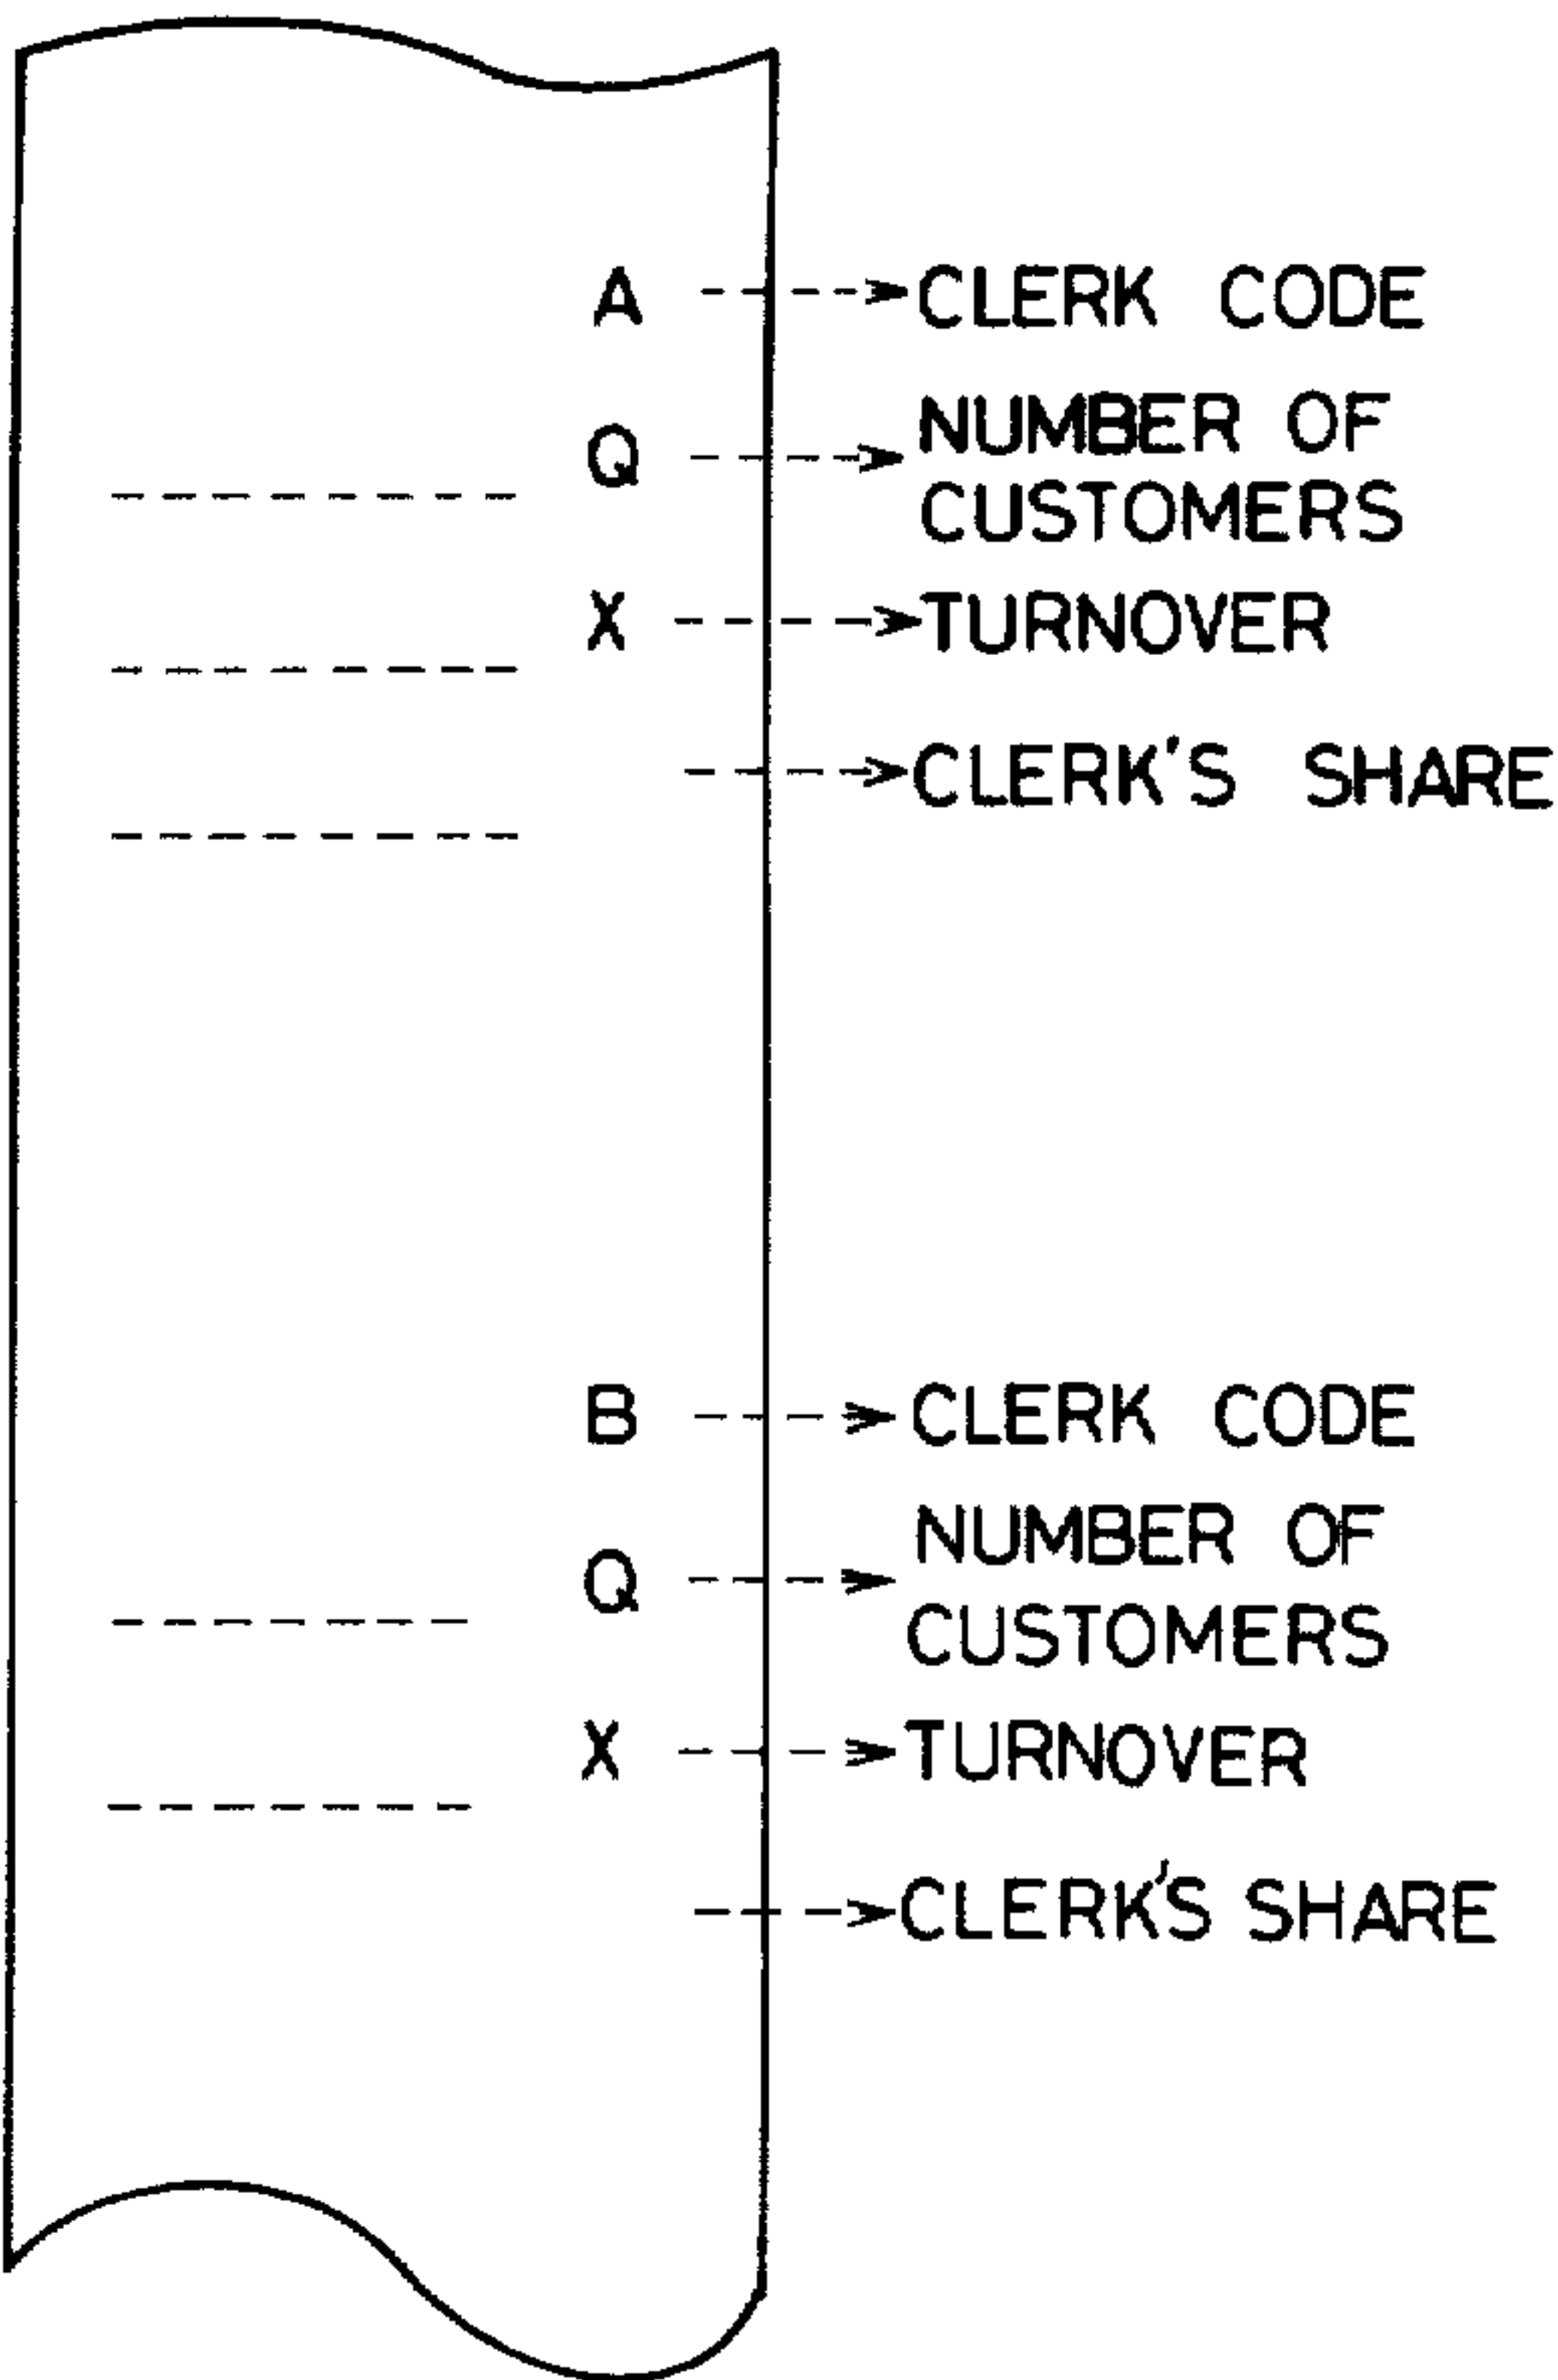 A CLERK CODE
Q NUMBER OF
CUSTOMERS
X TURNOVER
CLERK'S SHARE
B CLERK CODE
Q NUMBER OF
CUSTOMERS
X TURNOVER
CLERK'S SHARE